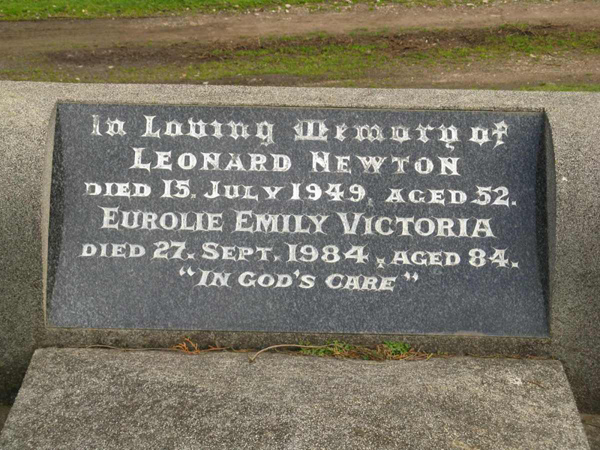 In Loving Memory of
LEONARD NEWTON
DIED 15. JULY 1949, AGED 52.
EUROLIE EMILY VICTORIA
DIED 27. SEPT. 1984, AGED 84.
"IN GOD'S CARE"